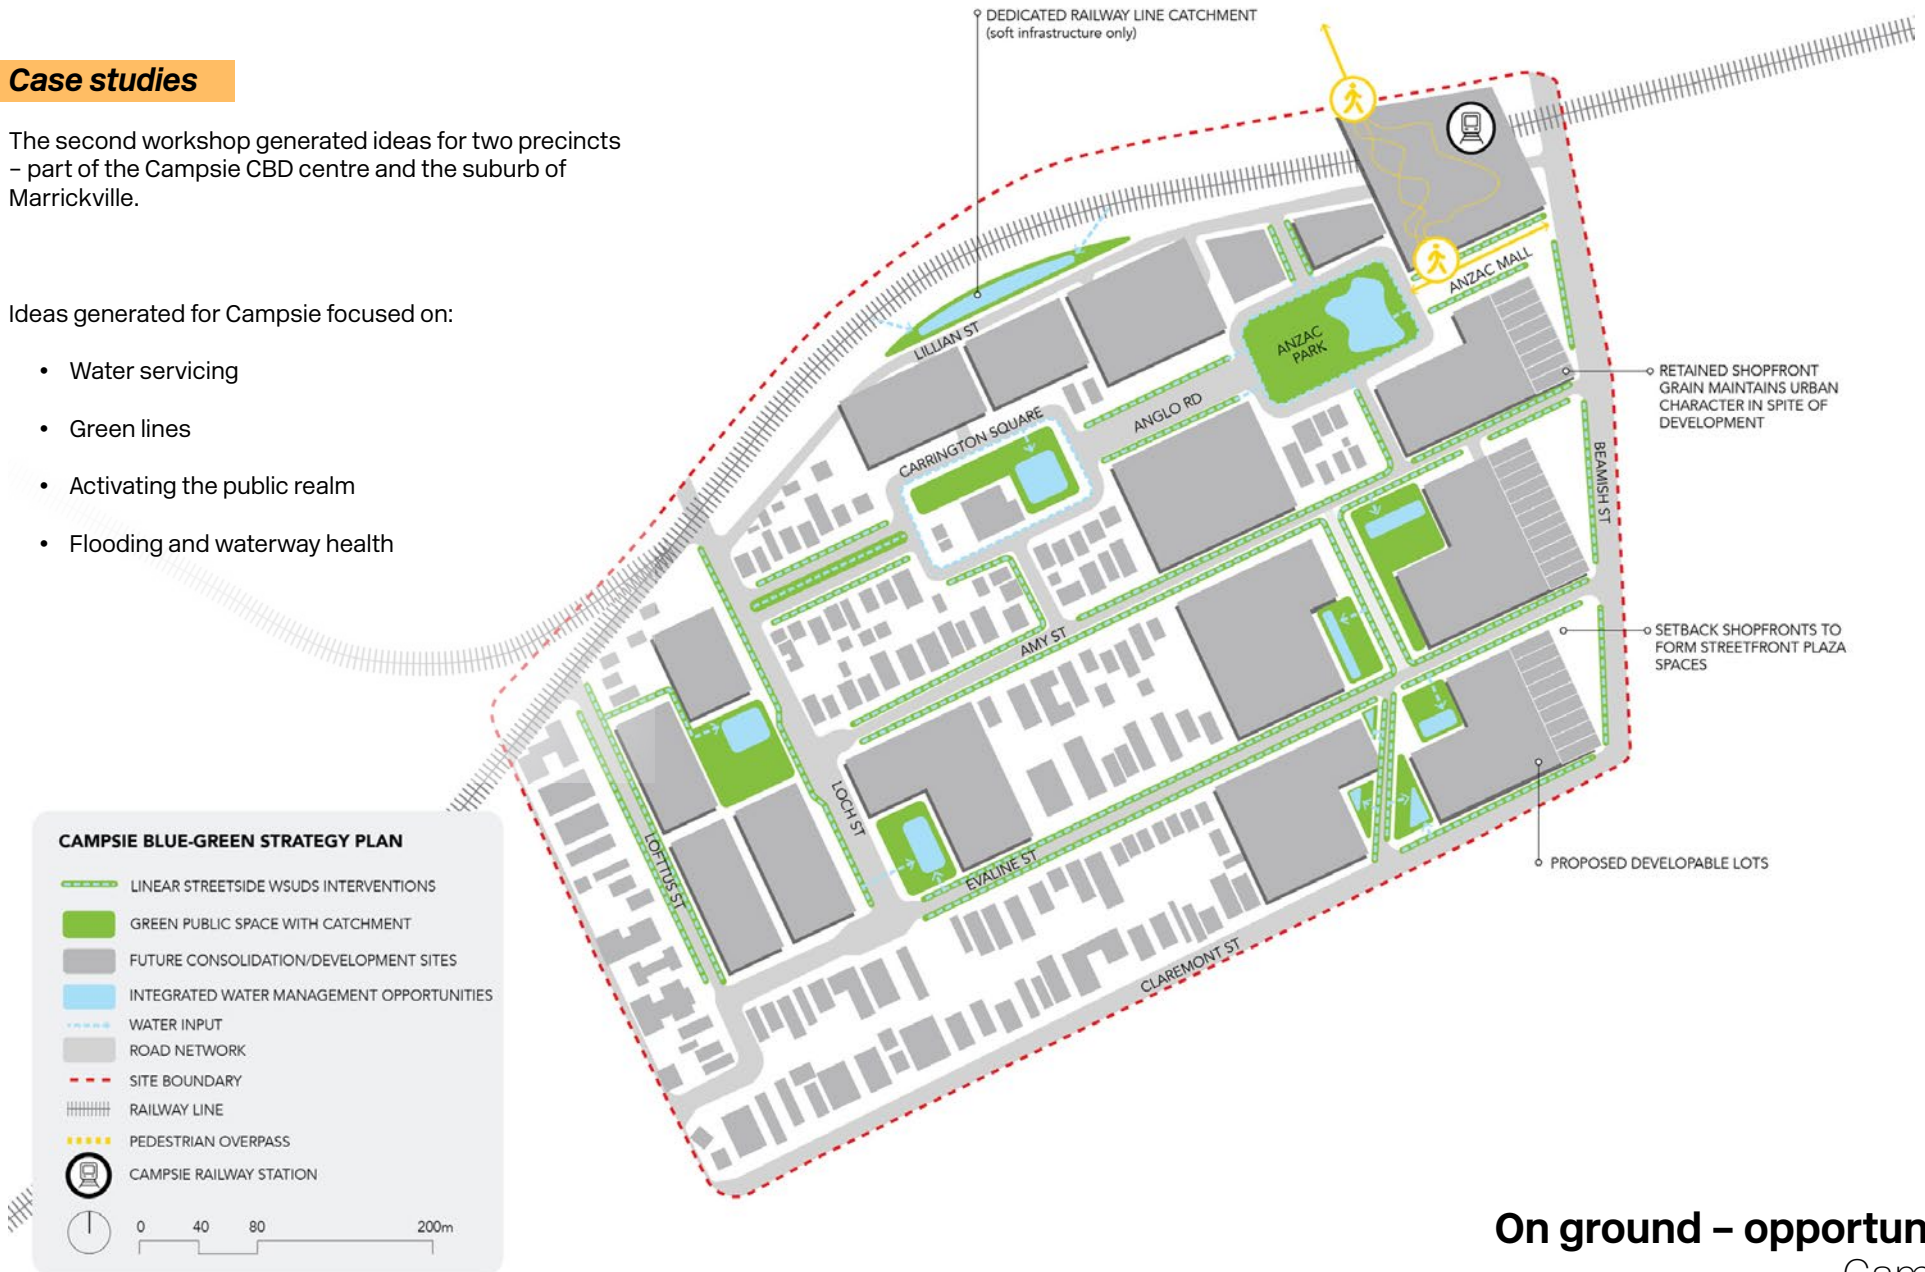 Case studies
The second workshop generated ideas for two precincts
– part of the Campsie CBD centre and the suburb of
Marrickville.
Ideas generated for Campsie focused on:
• Water servicing
• Green lines
• Activating the public realm
• Flooding and waterway health
DEDICATED RAILWAY LINE CATCHMENT
(soft infrastructure only)
ANZAC MALL
ANZAC
PARK
LILLIAN ST
RETAINED SHOPFRONT
GRAIN MAINTAINS URBAN
CHARACTER IN SPITE OF
DEVELOPMENT
ANGLO RD
CARRINGTON SQUARE
BEAMISH ST
AMY ST
SETBACK SHOPFRONTS TO
FORM STREETFRONT PLAZA
SPACES
LOCH ST
LOFTTUS ST
EVALINE ST
PROPOSED DEVELOPABLE LOTS
CLAREMONT ST
CAMPSIE BLUE-GREEN STRATEGY PLAN
LINEAR STREETSIDE WSUDS INTERVENTIONS
GREEN PUBLIC SPACE WITH CATCHMENT
FUTURE CONSOLIDATION/DEVELOPMENT SITES
INTEGRATED WATER MANAGEMENT OPPORTUNITIES
WATER INPUT
ROAD NETWORK
SITE BOUNDARY
RAILWAY LINE
PEDESTRIAN OVERPASS
CAMPSIE RAILWAY STATION
0 40 80 200m
On ground – opportun